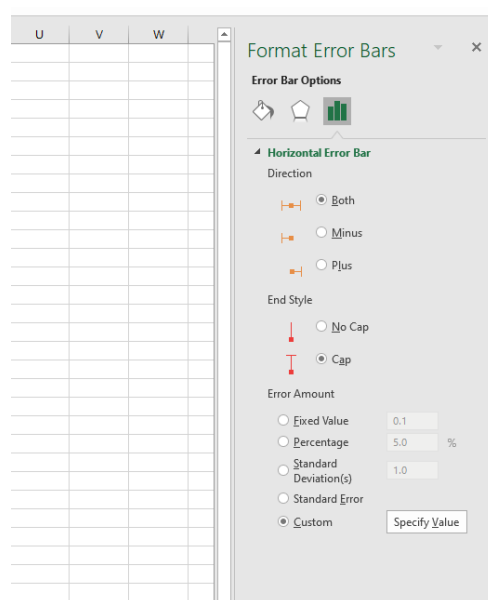 U V W
Format Error Bars
Error Bar Options
Horizontal Error Bar
Direction
Both
Minus
Plus
End Style
No Cap
Cap
Error Amount
Fixed Value 0.1
Percentage 5.0 %
Standard
Deviation(s) 1.0
Standard Error
Custom Specify Value